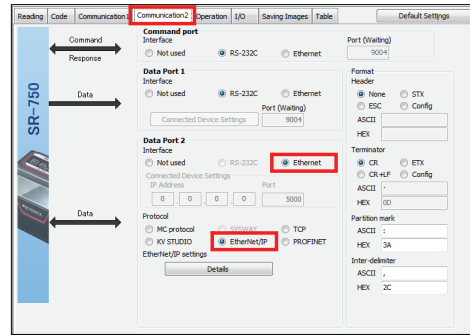 Reading Code Communication1 Communication2 Operation I/O Saving Images Table Default Settings
SR-750
Command
Response
Data
Data
Command port
Interface
Not used RS-232C Ethernet
Port (Waiting)
9004
Data Port 1
Interface
Not used RS-232C Ethernet
Port (Waiting)
Connected Device Settings 9004
Data Port 2
Interface
Not used RS-232C Ethernet
Connected Device Settings
IP Address Port
0 . 0 . 0 . 0 5000
Protocol
MC protocol SYSWAY TCP
KV STUDIO EtherNet/IP PROFINET
EtherNet/IP settings
Details
Format
Header
None STX
ESC Config
ASCII
HEX
Terminator
CR ETX
CR+LF Config
ASCII ·
HEX 0D
Partition mark
ASCII :
HEX 3A
Inter-delimiter
ASCII ,
HEX 2C